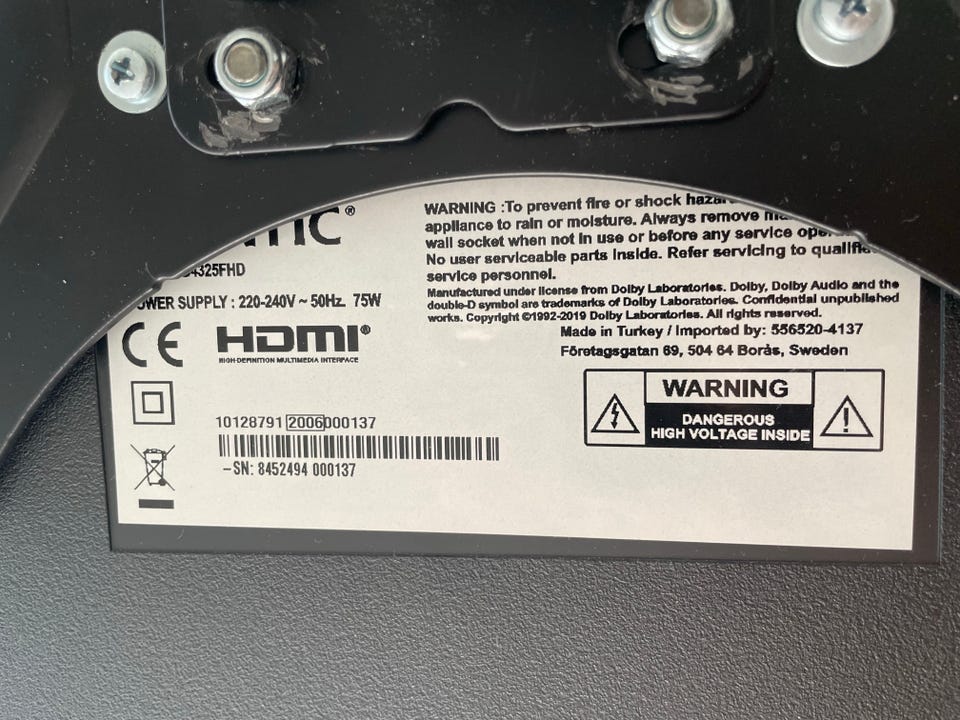 4325FHD
POWER SUPPLY : 220-240V ~ 50Hz 75W
CE HDMI®
HIGH-DEFINITION MULTIMEDIA INTERFACE
10128791 2006 000137
-SN: 8452494 000137
WARNING :To prevent fire or shock
appliance to rain or moisture. Always remove
wall socket when not in use or before any service
No user serviceable parts inside. Refer servicing to
service personnel.
Manufactured under license from Dolby Laboratories. Dolby, Dolby Audio and the
double-D symbol are trademarks of Dolby Laboratories. Confidential unpublished
works. Copyright ©1992-2019 Dolby Laboratories. All rights reserved.
Made in Turkey / Imported by: 556520-4137
Företagsgatan 69, 504 64 Borås, Sweden
WARNING
DANGEROUS
HIGH VOLTAGE INSIDE